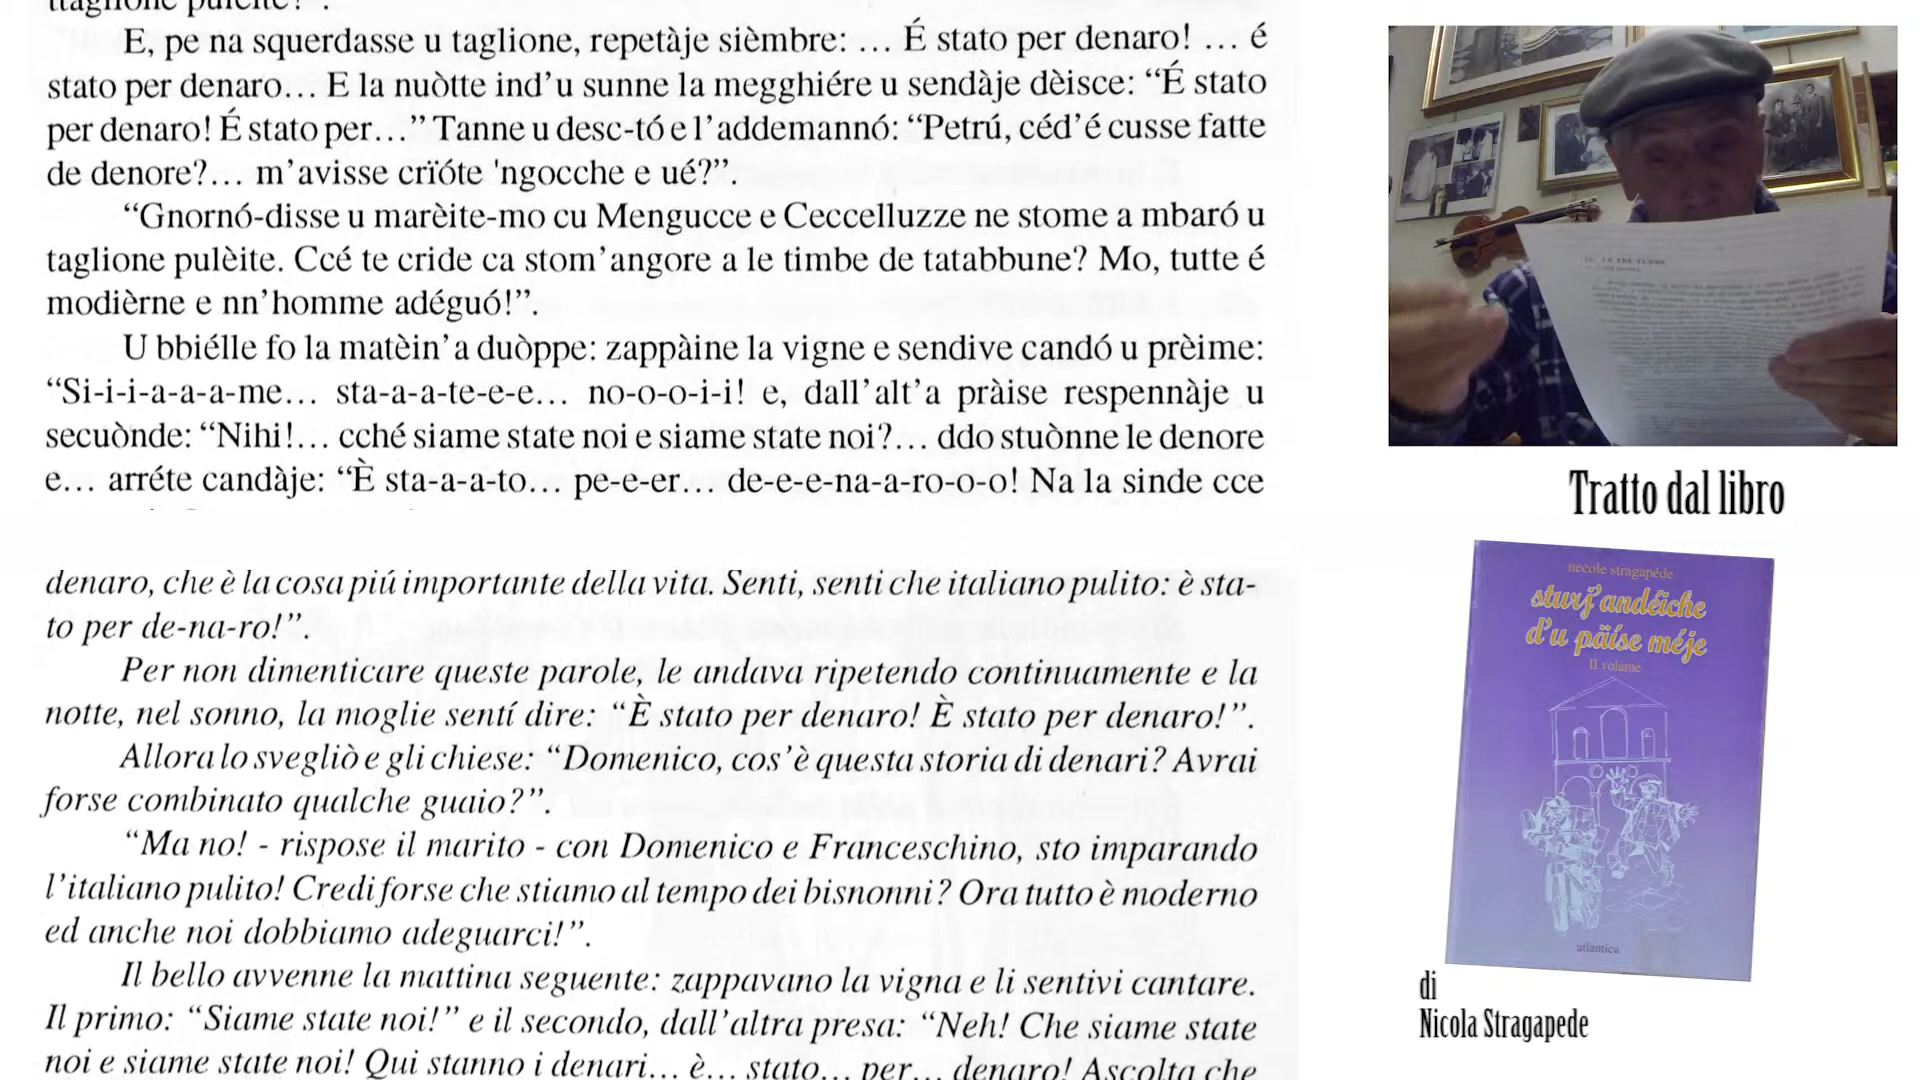 E, pe na squerdasse u taglione, repetàje sièmbre: … É stato per denaro! … é
stato per denaro… E la nuòtte ind’u sunne la megghiére u sendàje dèisce: “É stato
per denaro! É stato per…” Tanne u desc-tó e l’addemannó: “Petrú, céd’é cusse fatte
de denore?… m’avisse crïóte 'ngocche e ué?”.
“Gnornó-disse u marèite-mo cu Mengucce e Ceccelluzze ne stome a mbaró u
taglione pulèite. Ccé te cride ca stom’angore a le timbe de tatabbune? Mo, tutte é
modièrne e nn’homme adéguó!”.
U bbiélle fo la matèin’a duòppe: zappàine la vigne e sendive candó u prèime:
“Si-i-i-a-a-a-me… sta-a-a-te-e-e… no-o-o-i-i! e, dall’alt’a pràise respennàje u
secuònde: “Nihi!… cché siame state noi e siame state noi?… ddo stuònne le denore
e… arréte candàje: “È sta-a-a-to… pe-e-er… de-e-e-na-a-ro-o-o! Na la sinde cce
denaro, che è la cosa piú importante della vita. Senti, senti che italiano pulito: è sta-
to per de-na-ro!”.
Per non dimenticare queste parole, le andava ripetendo continuamente e la
notte, nel sonno, la moglie sentí dire: “È stato per denaro! È stato per denaro!”.
Allora lo svegliò e gli chiese: “Domenico, cos’è questa storia di denari? Avrai
forse combinato qualche guaio?”.
“Ma no! - rispose il marito - con Domenico e Franceschino, sto imparando
l’italiano pulito! Credi forse che stiamo al tempo dei bisnonni? Ora tutto è moderno
ed anche noi dobbiamo adeguarci!”.
Il bello avvenne la mattina seguente: zappavano la vigna e li sentivi cantare.
Il primo: “Siame state noi!” e il secondo, dall’altra presa: “Neh! Che siame state
noi e siame state noi! Qui stanno i denari… è… stato… per… denaro! Ascolta che
Tratto dal libro
necole stragapéde
sturj’andéiche
d’u païse méje
II volume
atlantica
di
Nicola Stragapede